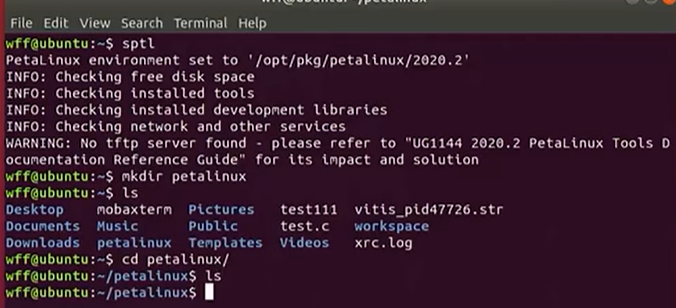 wff@ubuntu: ~/petalinux
File Edit View Search Terminal Help
wff@ubuntu:~$ sptl
PetaLinux environment set to '/opt/pkg/petalinux/2020.2'
INFO: Checking free disk space
INFO: Checking installed tools
INFO: Checking installed development libraries
INFO: Checking network and other services
WARNING: No tftp server found - please refer to "UG1144 2020.2 PetaLinux Tools D
ocumentation Reference Guide" for its impact and solution
wff@ubuntu:~$ mkdir petalinux
wff@ubuntu:~$ ls
Desktop mobaxterm Pictures test111 vitis_pid47726.str
Documents Music Public test.c workspace
Downloads petalinux Templates Videos xrc.log
wff@ubuntu:~$ cd petalinux/
wff@ubuntu:~/petalinux$ ls
wff@ubuntu:~/petalinux$